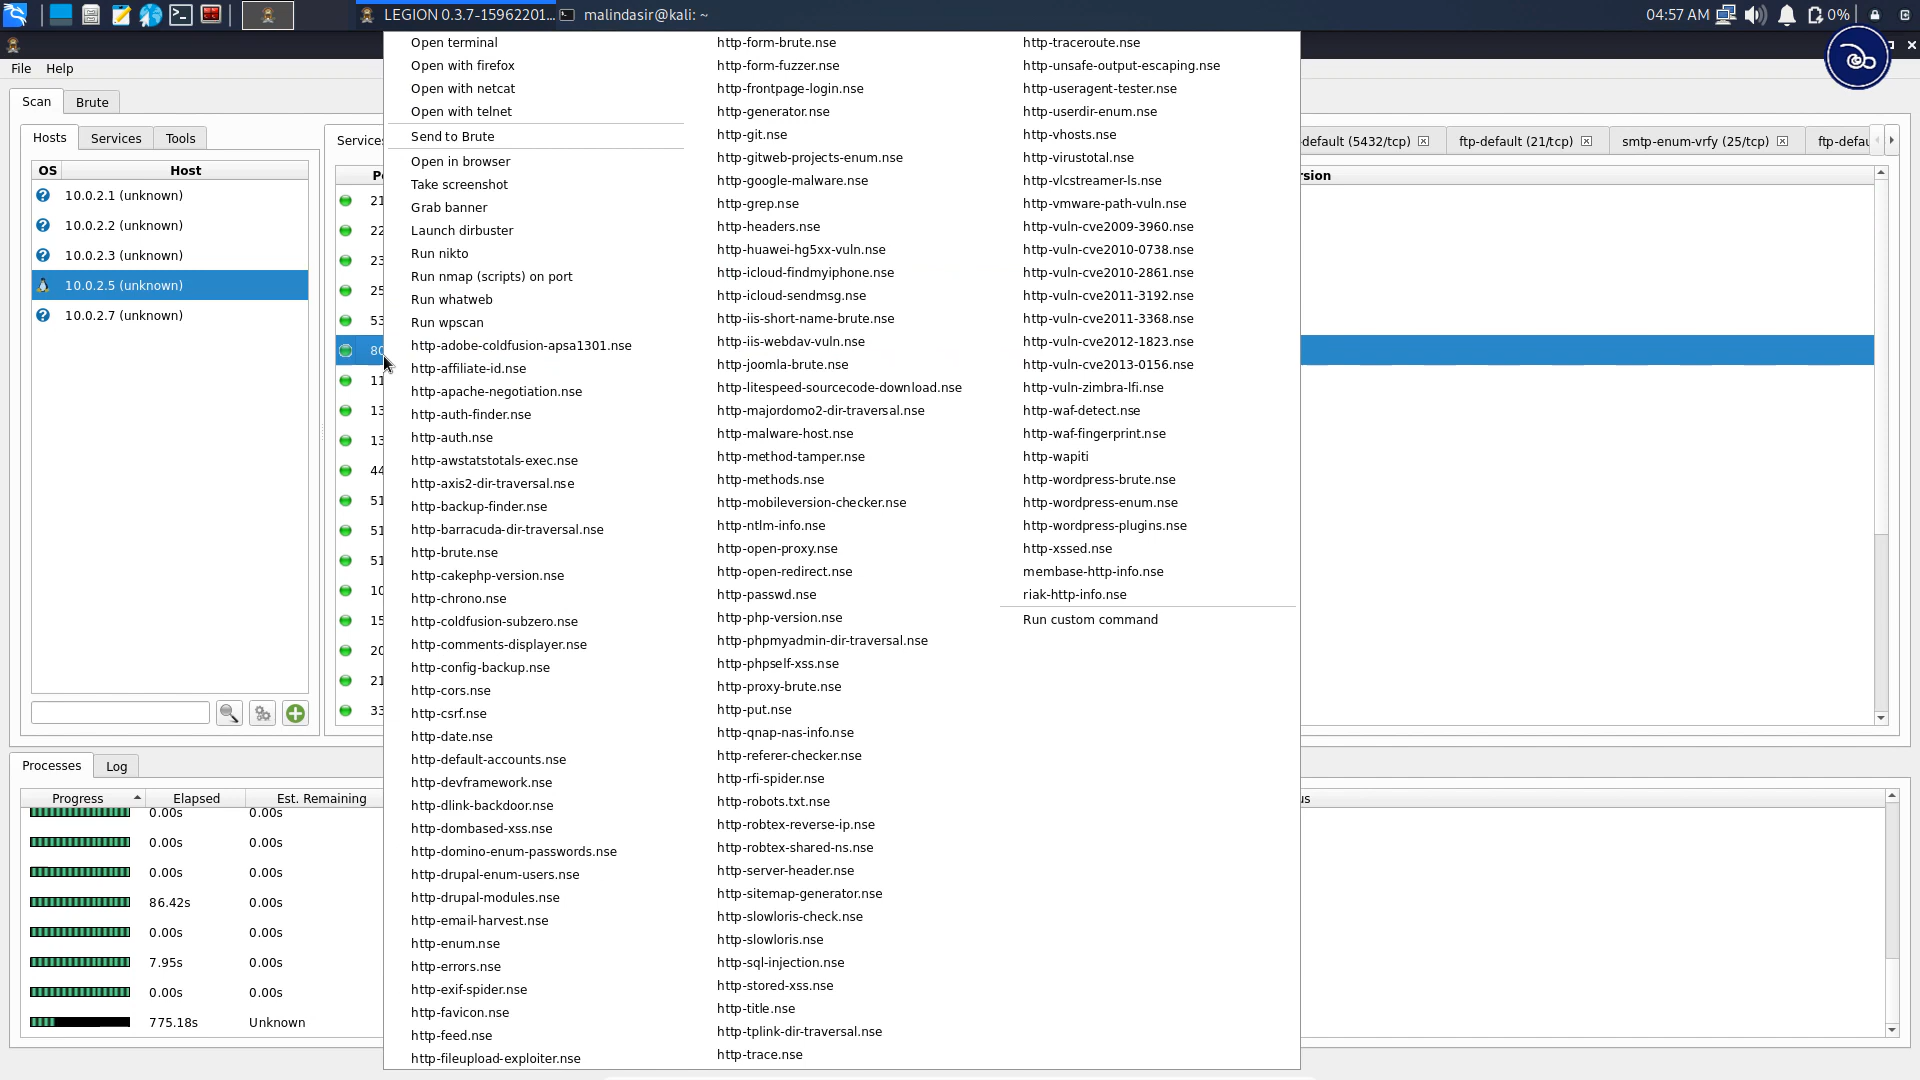 LEGION 0.3.7-15962201...
malindasir@kali: ~
04:57 AM
0%
File Help
Scan Brute
Hosts Services Tools
OS Host
10.0.2.1 (unknown)
10.0.2.2 (unknown)
10.0.2.3 (unknown)
10.0.2.5 (unknown)
10.0.2.7 (unknown)
Services
-default (5432/tcp)
ftp-default (21/tcp)
smtp-enum-vrfy (25/tcp)
ftp-defau
Po
rsion
21
22
23
25
53
80
11
13
13
44
51
51
51
10
15
20
21
33
Open terminal
Open with firefox
Open with netcat
Open with telnet
Send to Brute
Open in browser
Take screenshot
Grab banner
Launch dirbuster
Run nikto
Run nmap (scripts) on port
Run whatweb
Run wpscan
http-adobe-coldfusion-apsa1301.nse
http-affiliate-id.nse
http-apache-negotiation.nse
http-auth-finder.nse
http-auth.nse
http-awstatstotals-exec.nse
http-axis2-dir-traversal.nse
http-backup-finder.nse
http-barracuda-dir-traversal.nse
http-brute.nse
http-cakephp-version.nse
http-chrono.nse
http-coldfusion-subzero.nse
http-comments-displayer.nse
http-config-backup.nse
http-cors.nse
http-csrf.nse
http-date.nse
http-default-accounts.nse
http-devframework.nse
http-dlink-backdoor.nse
http-dombased-xss.nse
http-domino-enum-passwords.nse
http-drupal-enum-users.nse
http-drupal-modules.nse
http-email-harvest.nse
http-enum.nse
http-errors.nse
http-exif-spider.nse
http-favicon.nse
http-feed.nse
http-fileupload-exploiter.nse
http-form-brute.nse
http-form-fuzzer.nse
http-frontpage-login.nse
http-generator.nse
http-git.nse
http-gitweb-projects-enum.nse
http-google-malware.nse
http-grep.nse
http-headers.nse
http-huawei-hg5xx-vuln.nse
http-icloud-findmyiphone.nse
http-icloud-sendmsg.nse
http-iis-short-name-brute.nse
http-iis-webdav-vuln.nse
http-joomla-brute.nse
http-litespeed-sourcecode-download.nse
http-majordomo2-dir-traversal.nse
http-malware-host.nse
http-method-tamper.nse
http-methods.nse
http-mobileversion-checker.nse
http-ntlm-info.nse
http-open-proxy.nse
http-open-redirect.nse
http-passwd.nse
http-php-version.nse
http-phpmyadmin-dir-traversal.nse
http-phpself-xss.nse
http-proxy-brute.nse
http-put.nse
http-qnap-nas-info.nse
http-referer-checker.nse
http-rfi-spider.nse
http-robots.txt.nse
http-robtex-reverse-ip.nse
http-robtex-shared-ns.nse
http-server-header.nse
http-sitemap-generator.nse
http-slowloris-check.nse
http-slowloris.nse
http-sql-injection.nse
http-stored-xss.nse
http-title.nse
http-tplink-dir-traversal.nse
http-trace.nse
http-traceroute.nse
http-unsafe-output-escaping.nse
http-useragent-tester.nse
http-userdir-enum.nse
http-vhosts.nse
http-virustotal.nse
http-vlcstreamer-ls.nse
http-vmware-path-vuln.nse
http-vuln-cve2009-3960.nse
http-vuln-cve2010-0738.nse
http-vuln-cve2010-2861.nse
http-vuln-cve2011-3192.nse
http-vuln-cve2011-3368.nse
http-vuln-cve2012-1823.nse
http-vuln-cve2013-0156.nse
http-vuln-zimbra-lfi.nse
http-waf-detect.nse
http-waf-fingerprint.nse
http-wapiti
http-wordpress-brute.nse
http-wordpress-enum.nse
http-wordpress-plugins.nse
http-xssed.nse
membase-http-info.nse
riak-http-info.nse
Run custom command
Processes Log
Progress Elapsed Est. Remaining
us
0.00s 0.00s
0.00s 0.00s
0.00s 0.00s
86.42s 0.00s
0.00s 0.00s
7.95s 0.00s
0.00s 0.00s
775.18s Unknown